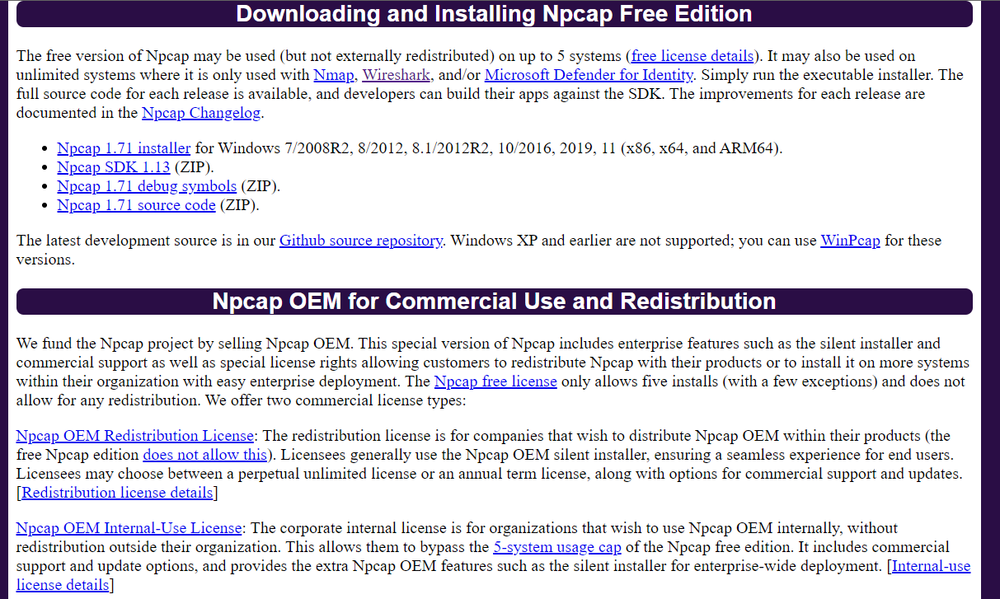 Downloading and Installing Npcap Free Edition
The free version of Npcap may be used (but not externally redistributed) on up to 5 systems (free license details). It may also be used on
unlimited systems where it is only used with Nmap, Wireshark, and/or Microsoft Defender for Identity. Simply run the executable installer. The
full source code for each release is available, and developers can build their apps against the SDK. The improvements for each release are
documented in the Npcap Changelog.
• Npcap 1.71 installer for Windows 7/2008R2, 8/2012, 8.1/2012R2, 10/2016, 2019, 11 (x86, x64, and ARM64).
• Npcap SDK 1.13 (ZIP).
• Npcap 1.71 debug symbols (ZIP).
• Npcap 1.71 source code (ZIP).
The latest development source is in our Github source repository. Windows XP and earlier are not supported; you can use WinPcap for these
versions.
Npcap OEM for Commercial Use and Redistribution
We fund the Npcap project by selling Npcap OEM. This special version of Npcap includes enterprise features such as the silent installer and
commercial support as well as special license rights allowing customers to redistribute Npcap with their products or to install it on more systems
within their organization with easy enterprise deployment. The Npcap free license only allows five installs (with a few exceptions) and does not
allow for any redistribution. We offer two commercial license types:
Npcap OEM Redistribution License: The redistribution license is for companies that wish to distribute Npcap OEM within their products (the
free Npcap edition does not allow this). Licensees generally use the Npcap OEM silent installer, ensuring a seamless experience for end users.
Licensees may choose between a perpetual unlimited license or an annual term license, along with options for commercial support and updates.
[Redistribution license details]
Npcap OEM Internal-Use License: The corporate internal license is for organizations that wish to use Npcap OEM internally, without
redistribution outside their organization. This allows them to bypass the 5-system usage cap of the Npcap free edition. It includes commercial
support and update options, and provides the extra Npcap OEM features such as the silent installer for enterprise-wide deployment. [Internal-use
license details]